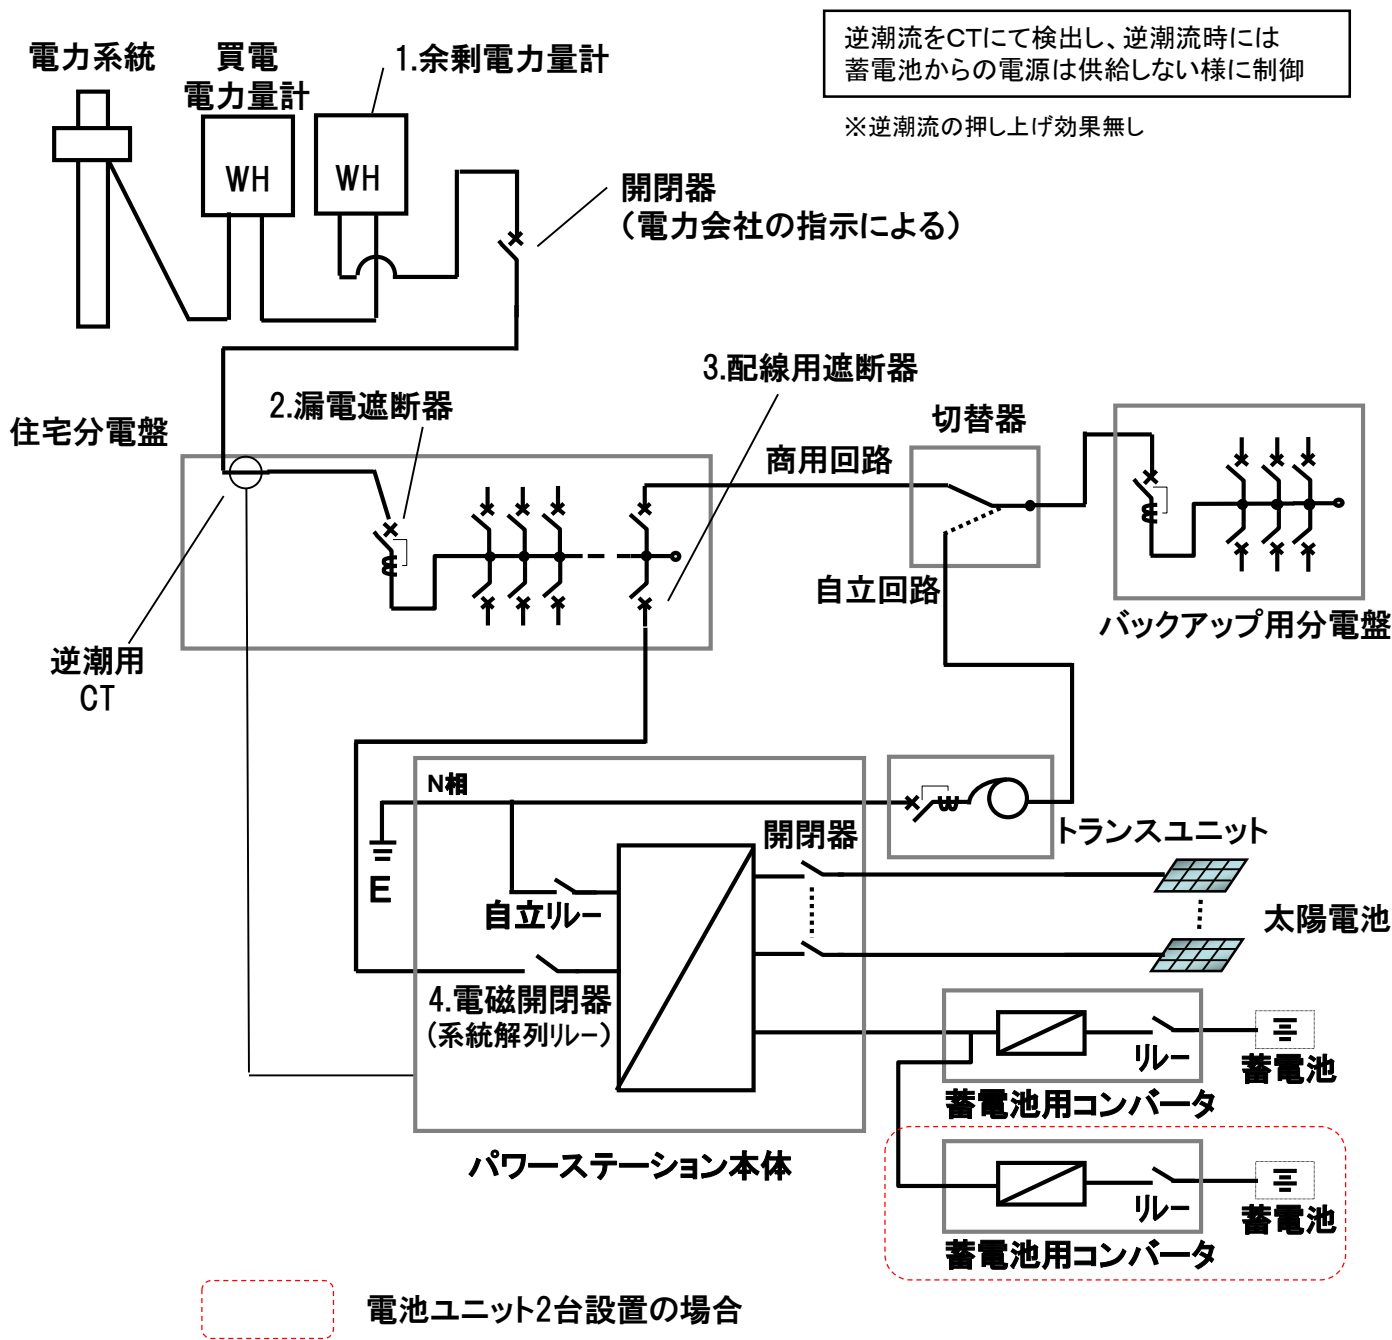 逆潮流をCTにて検出し、逆潮流時には
蓄電池からの電源は供給しない様に制御
※逆潮流の押し上げ効果無し
電力系統
買電
電力量計
1.余剰電力量計
WH
WH
開閉器
(電力会社の指示による)
3.配線用遮断器
2.漏電遮断器
住宅分電盤
切替器
商用回路
自立回路
バックアップ用分電盤
逆潮用
CT
N相
開閉器
トランスユニット
E
自立リレー
太陽電池
4.電磁開閉器
(系統解列リレー)
リレー
蓄電池
蓄電池用コンバータ
パワーステーション本体
リレー
蓄電池
蓄電池用コンバータ
電池ユニット2台設置の場合